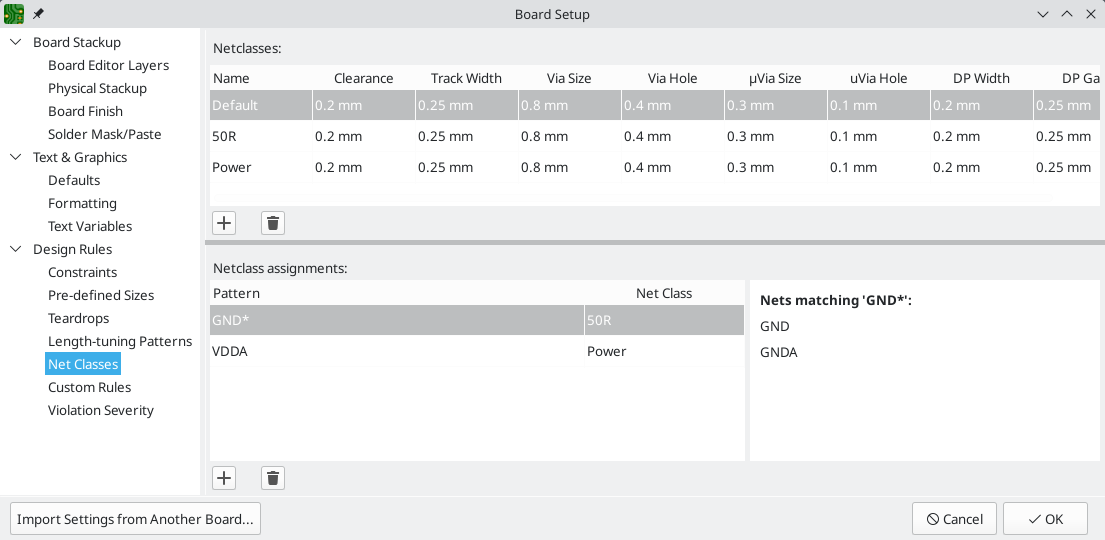 Board Setup
Board Stackup
Board Editor Layers
Physical Stackup
Board Finish
Solder Mask/Paste
Text & Graphics
Defaults
Formatting
Text Variables
Design Rules
Constraints
Pre-defined Sizes
Teardrops
Length-tuning Patterns
Net Classes
Custom Rules
Violation Severity
Netclasses:
Name Clearance Track Width Via Size Via Hole µVia Size uVia Hole DP Width DP Ga
Default 0.2 mm 0.25 mm 0.8 mm 0.4 mm 0.3 mm 0.1 mm 0.2 mm 0.25 mm
50R 0.2 mm 0.25 mm 0.8 mm 0.4 mm 0.3 mm 0.1 mm 0.2 mm 0.25 mm
Power 0.2 mm 0.25 mm 0.8 mm 0.4 mm 0.3 mm 0.1 mm 0.2 mm 0.25 mm
Netclass assignments:
Pattern Net Class
GND* 50R
VDDA Power
Nets matching 'GND*':
GND
GNDA
Import Settings from Another Board... Cancel OK